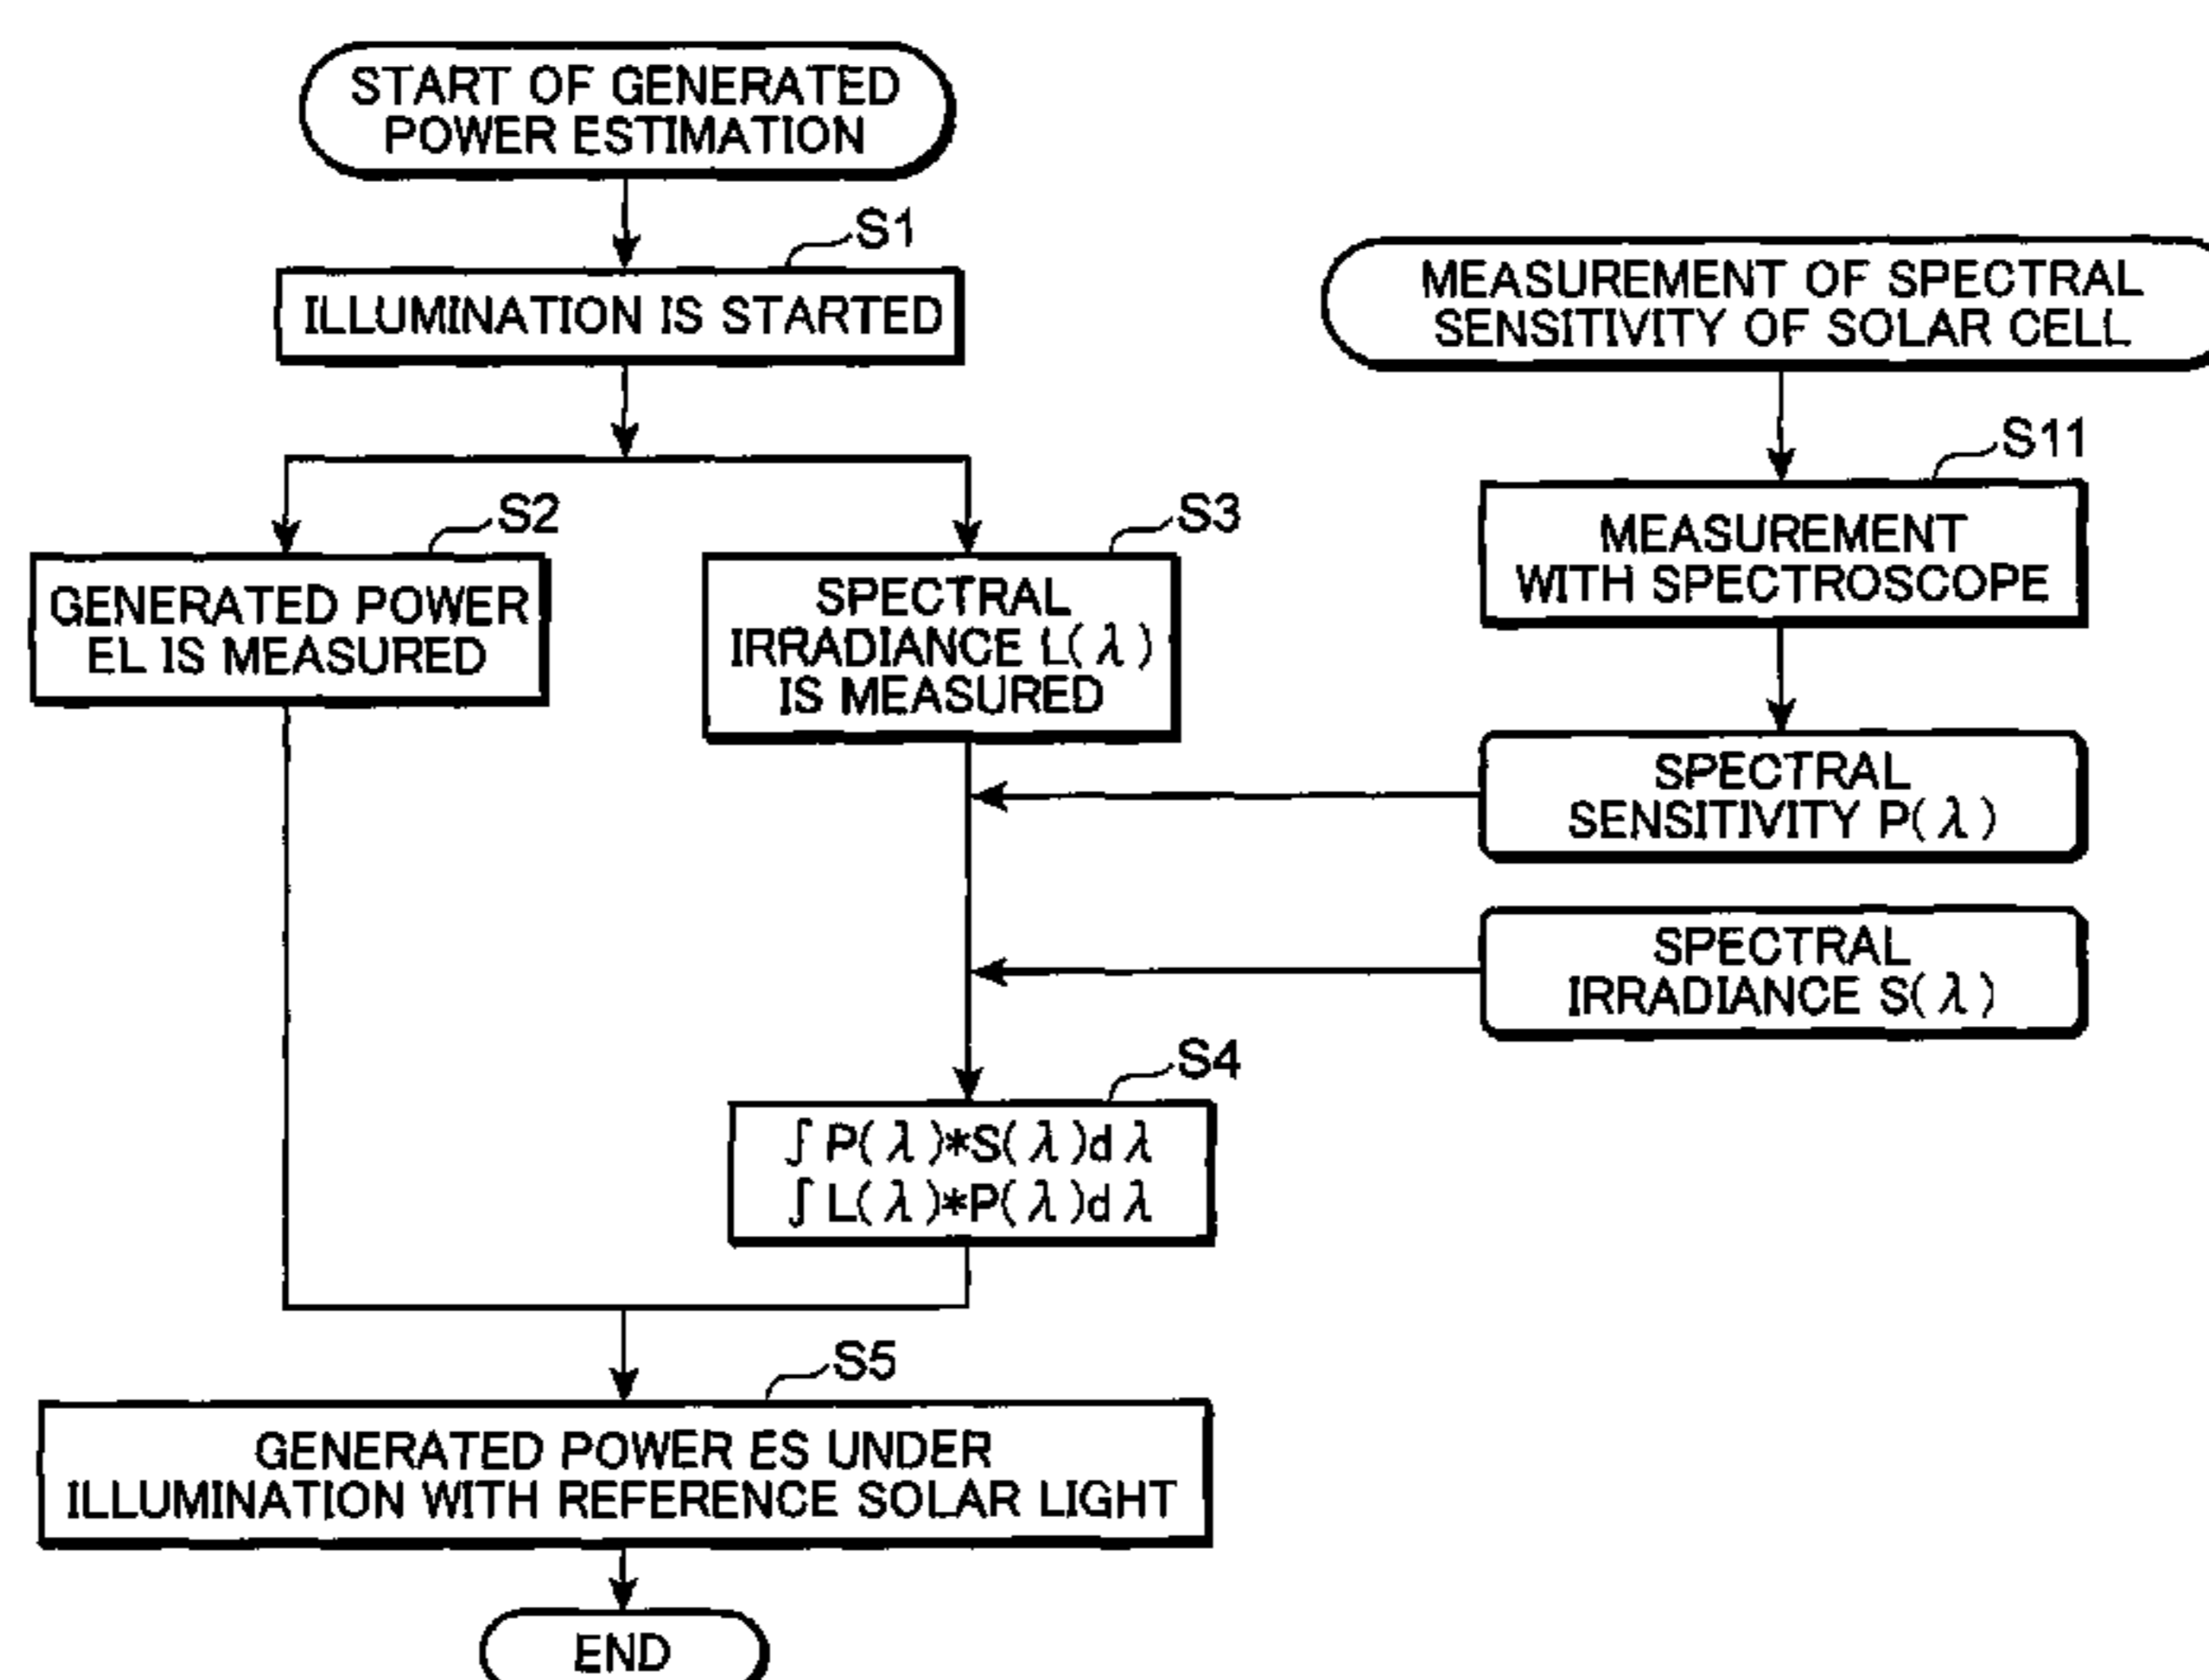 START OF GENERATED
POWER ESTIMATION
S1
ILLUMINATION IS STARTED
S2
GENERATED POWER
EL IS MEASURED
S3
SPECTRAL
IRRADIANCE L(λ)
IS MEASURED
MEASUREMENT OF SPECTRAL
SENSITIVITY OF SOLAR CELL
S11
MEASUREMENT
WITH SPECTROSCOPE
SPECTRAL
SENSITIVITY P(λ)
SPECTRAL
IRRADIANCE S(λ)
S4
∫P(λ)*S(λ)dλ
∫L(λ)*P(λ)dλ
S5
GENERATED POWER ES UNDER
ILLUMINATION WITH REFERENCE SOLAR LIGHT
END